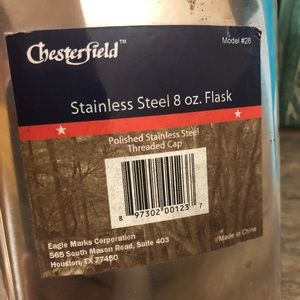 Chesterfield
Model #26
Stainless Steel 8 oz. Flask
Polished Stainless Steel
Threaded Cap
8 97302 00123 7
Eagle Marks Corporation
565 South Mason Road, Suite 403
Houston, TX 77450
Made in China